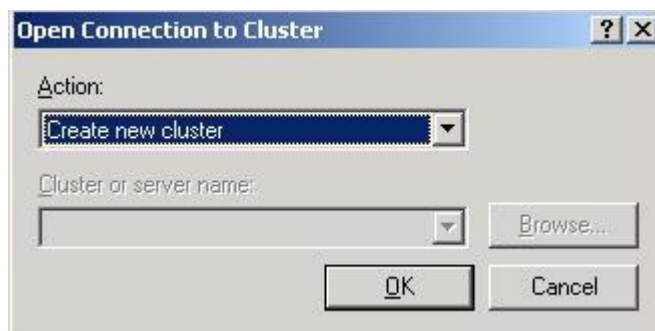 Open Connection to Cluster
Action:
Create new cluster
Cluster or server name:
Browse...
OK
Cancel